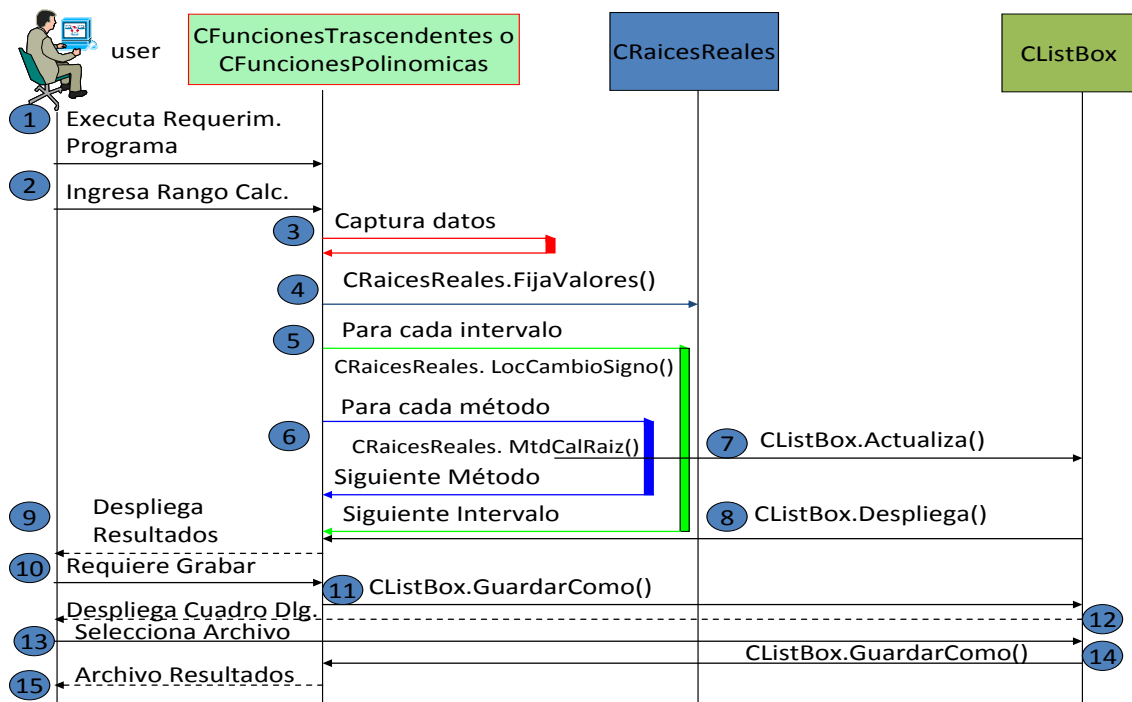 user
CFuncionesTrascendentes o
CFuncionesPolinomicas
CRaicesReales
CListBox
1
Executa Requerim.
Programa
2
Ingresa Rango Calc.
3
Captura datos
4
CRaicesReales.FijaValores()
5
Para cada intervalo
CRaicesReales. LocCambioSigno()
Para cada método
6
CRaicesReales. MtdCalRaiz()
7
CListBox.Actualiza()
Siguiente Método
Siguiente Intervalo
8
CListBox.Despliega()
9
Despliega
Resultados
10
Requiere Grabar
11
CListBox.GuardarComo()
Despliega Cuadro Dlg.
12
13
Selecciona Archivo
CListBox.GuardarComo()
14
15
Archivo Resultados